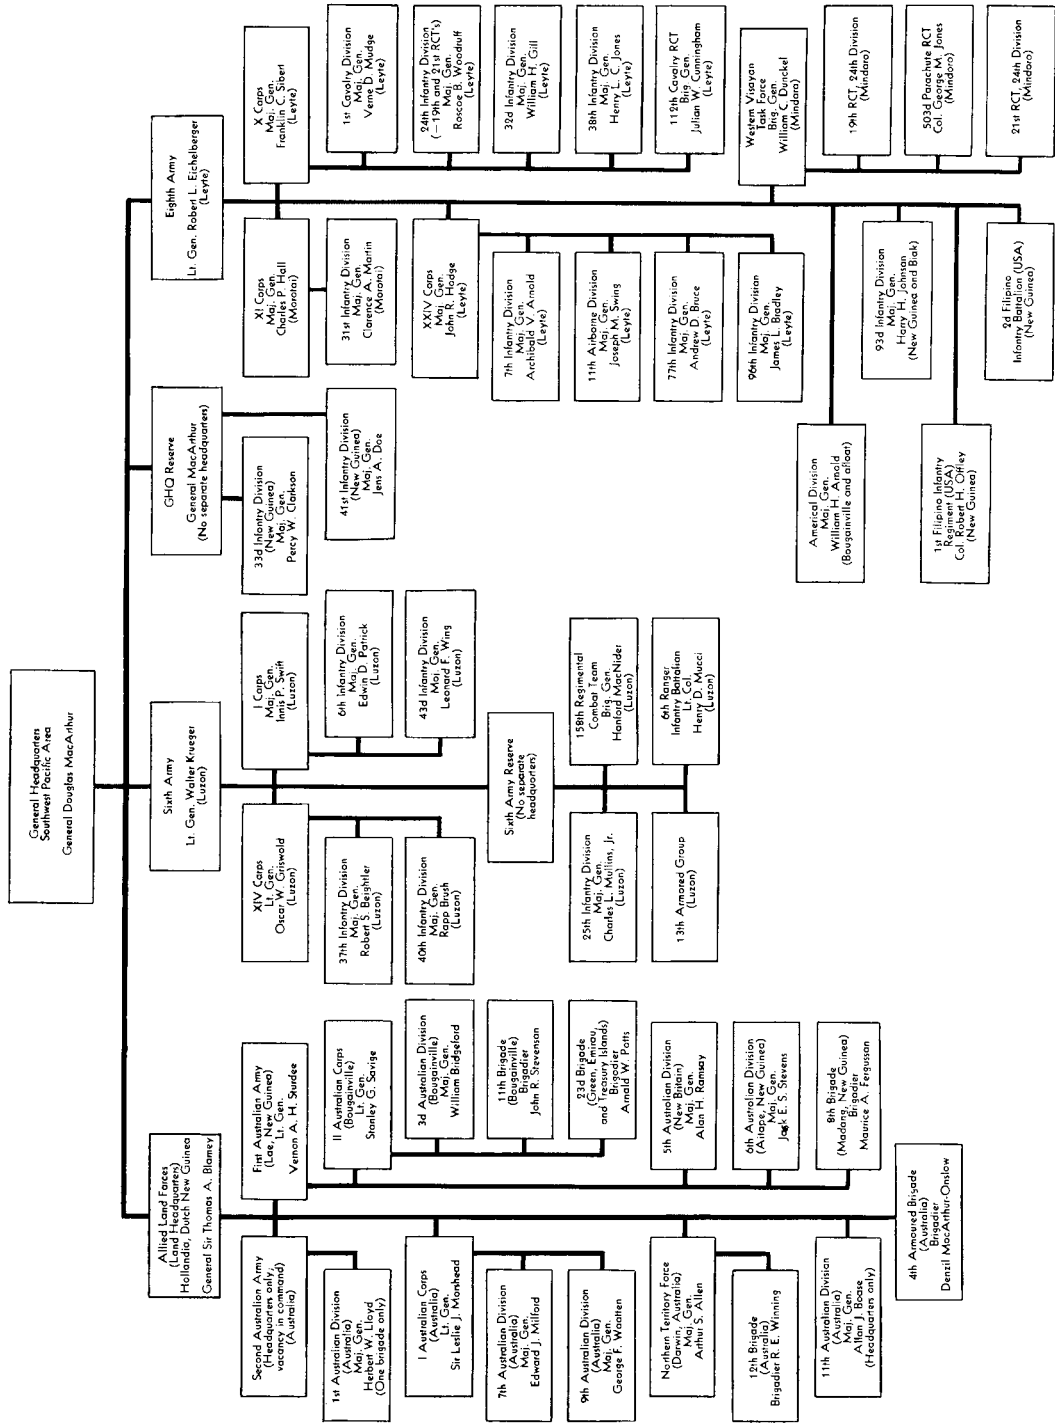 General Headquarters
Southwest Pacific Area
General Douglas MacArthur
Allied Land Forces
(Land Headquarters)
Hollandia, Dutch New Guinea
General Sir Thomas A. Blamey
Second Australian Army
(Headquarters only;
vacancy in command)
(Australia)
1st Australian Division
(Australia)
Maj. Gen.
Herbert W. Lloyd
(One brigade only)
I Australian Corps
(Australia)
Lt. Gen.
Sir Leslie J. Morshead
7th Australian Division
(Australia)
Maj. Gen.
Edward J. Milford
9th Australian Division
(Australia)
Maj. Gen.
George F. Wootten
Northern Territory Force
(Darwin, Australia)
Maj. Gen.
Arthur S. Allen
12th Brigade
(Australia)
Brigadier R. E. Winning
11th Australian Division
(Australia)
Maj. Gen.
Allan J. Boase
(Headquarters only)
First Australian Army
(Lae, New Guinea)
Lt. Gen.
Vernon A. H. Sturdee
II Australian Corps
(Bougainville)
Lt. Gen.
Stanley G. Savige
3d Australian Division
(Bougainville)
Maj. Gen.
William Bridgeford
11th Brigade
(Bougainville)
Brigadier
John R. Stevenson
23d Brigade
(Green, Emirau,
and Treasury Islands)
Brigadier
Arnold W. Potts
5th Australian Division
(New Britain)
Maj. Gen.
Alan H. Ramsay
6th Australian Division
(Aitape, New Guinea)
Maj. Gen.
Jack E. S. Stevens
8th Brigade
(Madang, New Guinea)
Brigadier
Maurice A. Fergusson
4th Armoured Brigade
(Australia)
Brigadier
Denzil MacArthur-Onslow
Sixth Army
Lt. Gen. Walter Krueger
(Luzon)
XIV Corps
Lt. Gen.
Oscar W. Griswold
(Luzon)
37th Infantry Division
Maj. Gen.
Robert S. Beightler
(Luzon)
40th Infantry Division
Maj. Gen.
Rapp Brush
(Luzon)
I Corps
Maj. Gen.
Innis P. Swift
(Luzon)
6th Infantry Division
Maj. Gen.
Edwin D. Patrick
(Luzon)
43d Infantry Division
Maj. Gen.
Leonard F. Wing
(Luzon)
Sixth Army Reserve
(No separate
headquarters)
25th Infantry Division
Maj. Gen.
Charles L. Mullins, Jr.
(Luzon)
13th Armored Group
(Luzon)
158th Regimental
Combat Team
Brig. Gen.
Hanford MacNider
(Luzon)
6th Ranger
Infantry Battalion
Lt. Col.
Henry D. Mucci
(Luzon)
GHQ Reserve
General MacArthur
(No separate headquarters)
33d Infantry Division
(New Guinea)
Maj. Gen.
Percy W. Clarkson
41st Infantry Division
(New Guinea)
Maj. Gen.
Jens A. Doe
Eighth Army
Lt. Gen. Robert L. Eichelberger
(Leyte)
XI Corps
Maj. Gen.
Charles P. Hall
(Morotai)
31st Infantry Division
Maj. Gen.
Clarence A. Martin
(Morotai)
X Corps
Maj. Gen.
Franklin C. Sibert
(Leyte)
1st Cavalry Division
Maj. Gen.
Verne D. Mudge
(Leyte)
24th Infantry Division
(-19th and 21st RCT's)
Maj. Gen.
Roscoe B. Woodruff
(Leyte)
32d Infantry Division
Maj. Gen.
William H. Gill
(Leyte)
38th Infantry Division
Maj. Gen.
Henry L. C. Jones
(Leyte)
112th Cavalry RCT
Brig. Gen.
Julian W. Cunningham
(Leyte)
XXIV Corps
Maj. Gen.
John R. Hodge
(Leyte)
7th Infantry Division
Maj. Gen.
Archibald V. Arnold
(Leyte)
11th Airborne Division
Maj. Gen.
Joseph M. Swing
(Leyte)
77th Infantry Division
Maj. Gen.
Andrew D. Bruce
(Leyte)
96th Infantry Division
Maj. Gen.
James L. Bradley
(Leyte)
Western Visayan
Task Force
Brig. Gen.
William C. Dunckel
(Mindoro)
19th RCT, 24th Division
(Mindoro)
503d Parachute RCT
Col. George M. Jones
(Mindoro)
21st RCT, 24th Division
(Mindoro)
Americal Division
Maj. Gen.
William H. Arnold
(Bougainville and afloat)
93d Infantry Division
Maj. Gen.
Harry H. Johnson
(New Guinea and Biak)
1st Filipino Infantry
Regiment (USA)
Col. Robert H. Offley
(New Guinea)
2d Filipino
Infantry Battalion (USA)
(New Guinea)